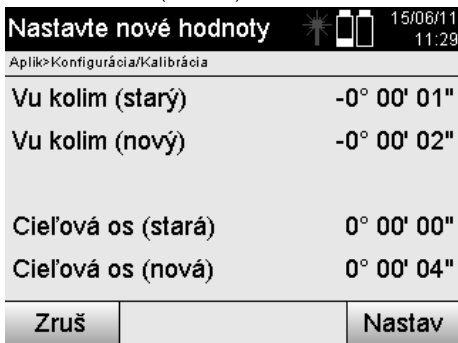 Nastavte nové hodnoty 15/06/11
11:29
Aplik>Konfigurácia/Kalibrácia
Vu kolim (starý) -0° 00' 01"
Vu kolim (nový) -0° 00' 02"
Cieľová os (stará) 0° 00' 00"
Cieľová os (nová) 0° 00' 04"
Zruš Nastav